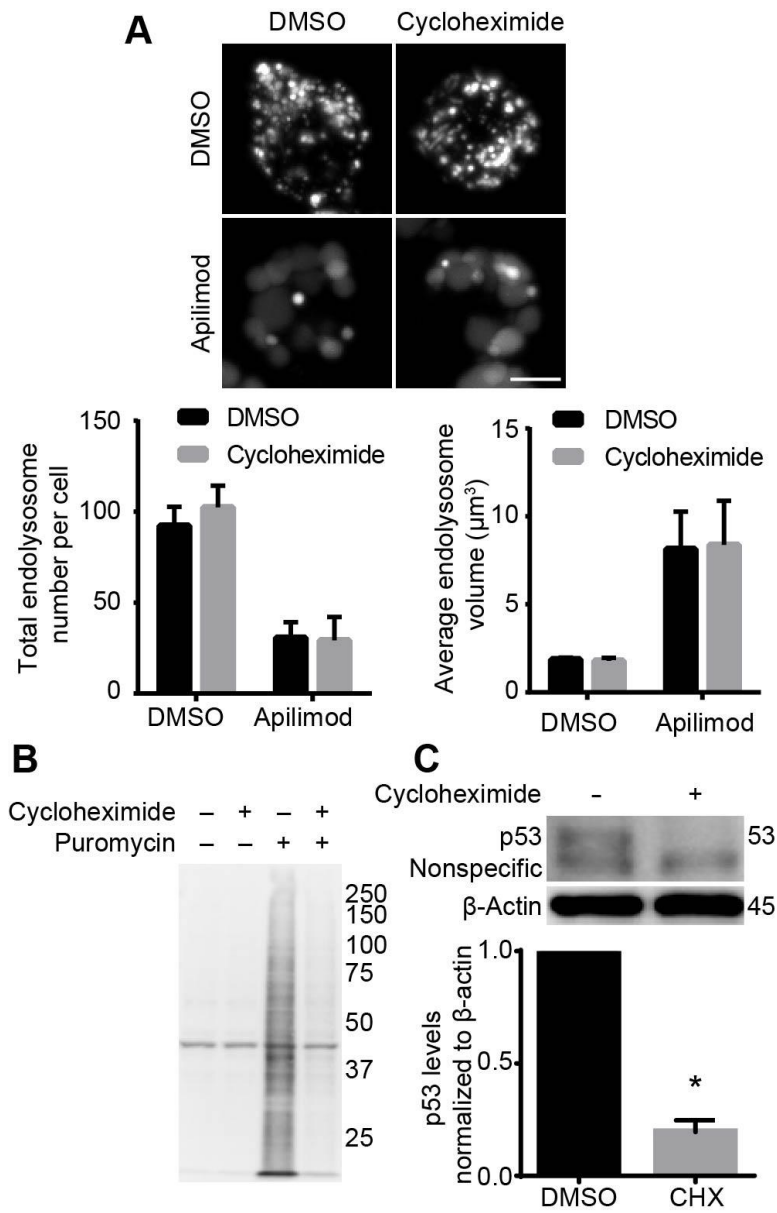 A
DMSO Cycloheximide
DMSO
Apilimod
150
100
50
0
Total endolysosome
number per cell
DMSO
Cycloheximide
DMSO Apilimod
15
10
5
0
Average endolysosome
volume (μm³)
DMSO
Cycloheximide
DMSO Apilimod
B
Cycloheximide – + – +
Puromycin – – + +
250
150
100
75
50
37
25
C
Cycloheximide – +
p53 53
Nonspecific
β-Actin 45
1.0
0.5
0.0
p53 levels
normalized to β-actin
*
DMSO CHX